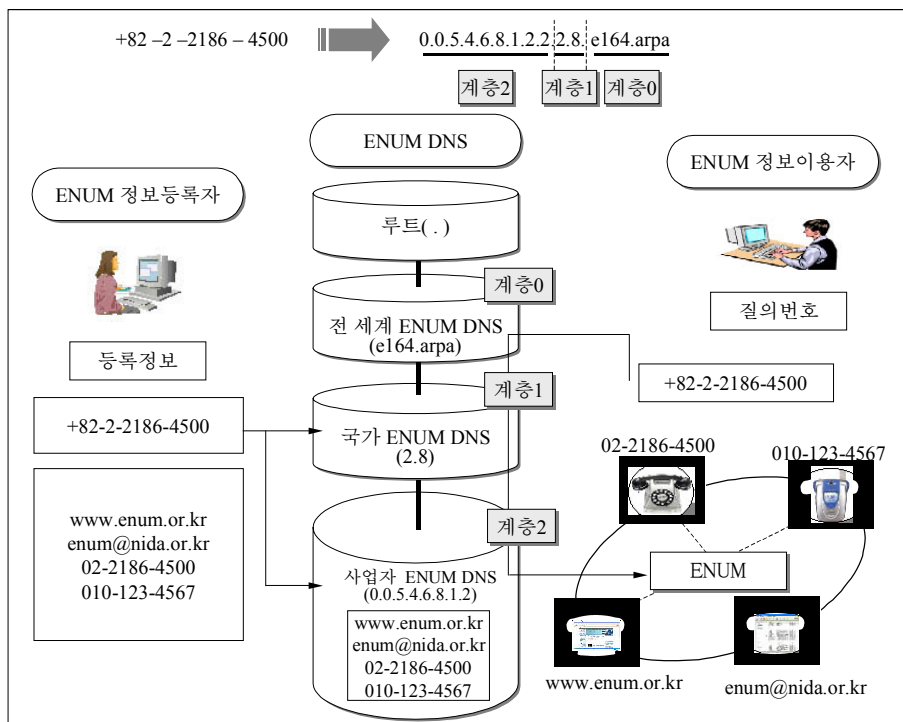 +82 –2 –2186 – 4500
0.0.5.4.6.8.1.2.2.2.8. e164.arpa
계층2
계층1
계층0
ENUM DNS
ENUM 정보등록자
ENUM 정보이용자
루트( . )
계층0
전 세계 ENUM DNS
(e164.arpa)
질의번호
등록정보
+82-2-2186-4500
계층1
+82-2-2186-4500
국가 ENUM DNS
(2.8)
02-2186-4500
010-123-4567
www.enum.or.kr
enum@nida.or.kr
02-2186-4500
010-123-4567
계층2
사업자 ENUM DNS
(0.0.5.4.6.8.1.2)
www.enum.or.kr
enum@nida.or.kr
02-2186-4500
010-123-4567
ENUM
www.enum.or.kr
enum@nida.or.kr